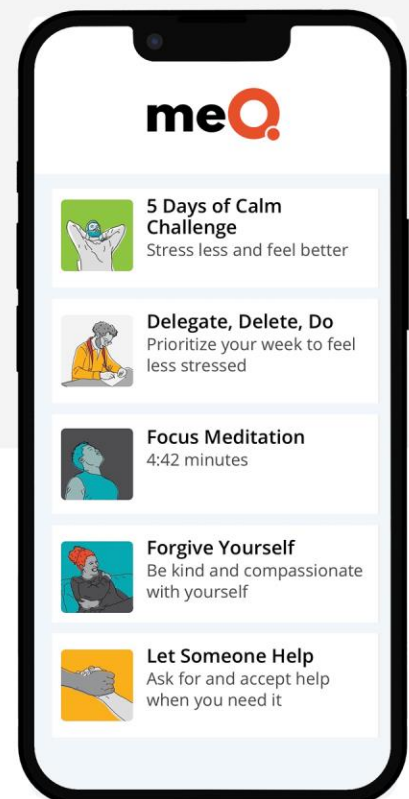 meQ
5 Days of Calm
Challenge
Stress less and feel better
Delegate, Delete, Do
Prioritize your week to feel
less stressed
Focus Meditation
4:42 minutes
Forgive Yourself
Be kind and compassionate
with yourself
Let Someone Help
Ask for and accept help
when you need it